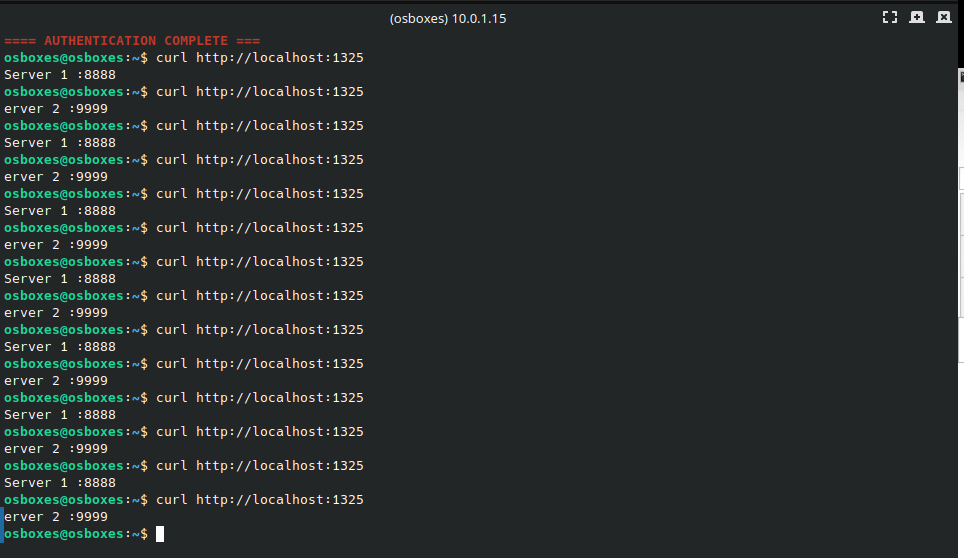 (osboxes) 10.0.1.15
==== AUTHENTICATION COMPLETE ===
osboxes@osboxes:~$ curl http://localhost:1325
Server 1 :8888
osboxes@osboxes:~$ curl http://localhost:1325
erver 2 :9999
osboxes@osboxes:~$ curl http://localhost:1325
Server 1 :8888
osboxes@osboxes:~$ curl http://localhost:1325
erver 2 :9999
osboxes@osboxes:~$ curl http://localhost:1325
Server 1 :8888
osboxes@osboxes:~$ curl http://localhost:1325
erver 2 :9999
osboxes@osboxes:~$ curl http://localhost:1325
Server 1 :8888
osboxes@osboxes:~$ curl http://localhost:1325
erver 2 :9999
osboxes@osboxes:~$ curl http://localhost:1325
Server 1 :8888
osboxes@osboxes:~$ curl http://localhost:1325
erver 2 :9999
osboxes@osboxes:~$ curl http://localhost:1325
Server 1 :8888
osboxes@osboxes:~$ curl http://localhost:1325
erver 2 :9999
osboxes@osboxes:~$ curl http://localhost:1325
Server 1 :8888
osboxes@osboxes:~$ curl http://localhost:1325
erver 2 :9999
osboxes@osboxes:~$